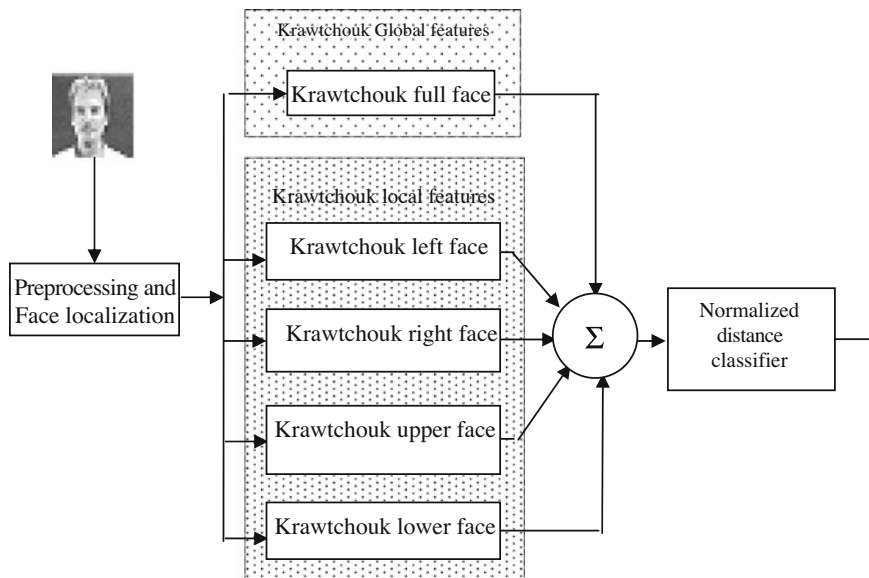 Krawtchouk Global features
Krawtchouk full face
Krawtchouk local features
Krawtchouk left face
Preprocessing and
Face localization
Krawtchouk right face
Σ
Normalized
distance
classifier
Krawtchouk upper face
Krawtchouk lower face